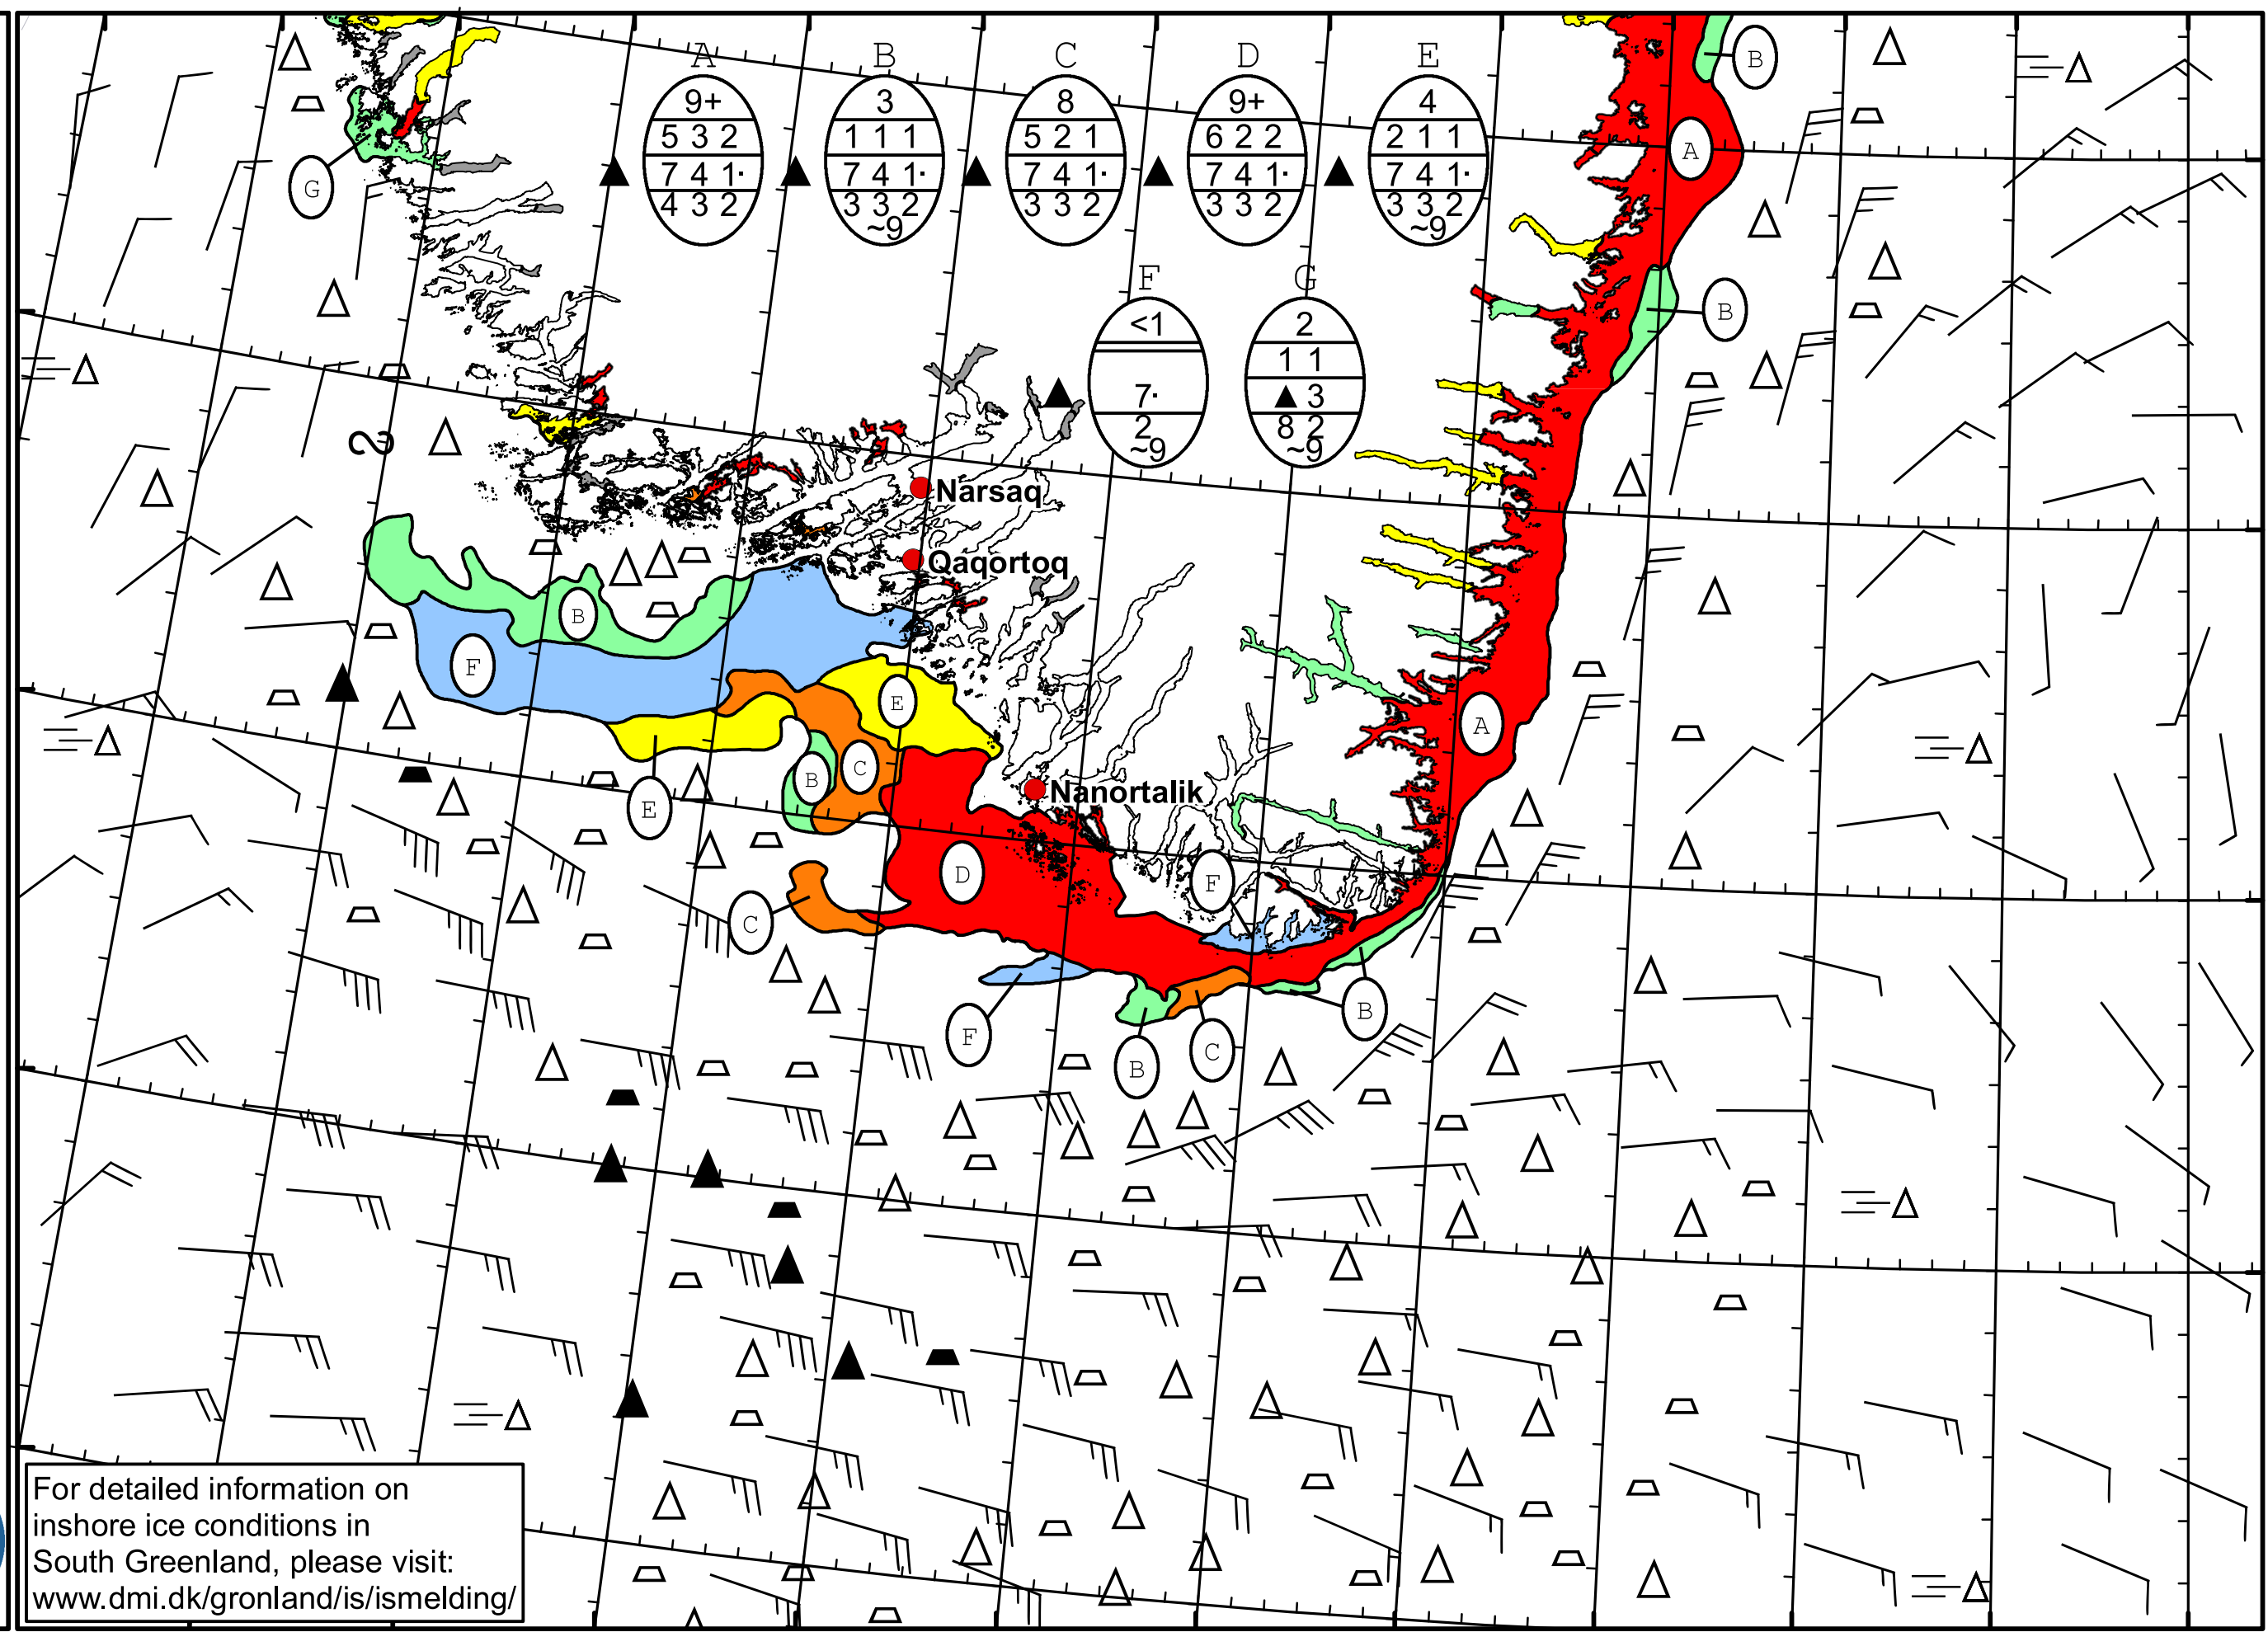 A B C D E
9+ 3 8 9+ 4
5 3 2 1 1 1 5 2 1 6 2 2 2 1 1
7 4 1· 7 4 1· 7 4 1· 7 4 1· 7 4 1·
4 3 2 3 3 2 3 3 2 3 3 2 3 3 2
~9 ~9
F G
<1 2
1 1
7· ▲ 3
2 8 2
~9 ~9
B
A
G
B
Narsaq
Qaqortoq
B
F
E
A
B
C
E
Nanortalik
D
F
C
B
F
B
C
For detailed information on
inshore ice conditions in
South Greenland, please visit:
www.dmi.dk/gronland/is/ismelding/